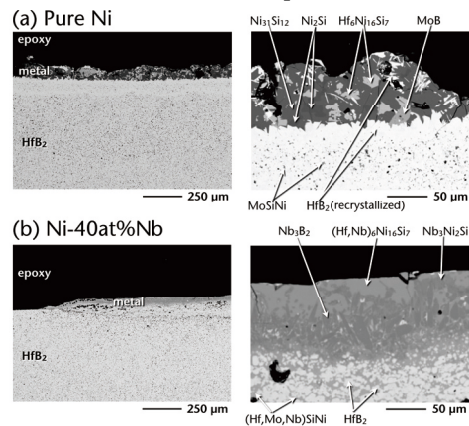 (a) Pure Ni
epoxy
metal
HfB₂
250 µm
Ni₃₁Si₁₂ Ni₂Si Hf₆Ni₁₆Si₇ MoB
MoSiNi HfB₂(recrystallized)
50 µm
(b) Ni-40at%Nb
epoxy
metal
HfB₂
250 µm
Nb₃B₂ (Hf,Nb)₆Ni₁₆Si₇ Nb₃Ni₂Si
(Hf,Mo,Nb)SiNi HfB₂
50 µm